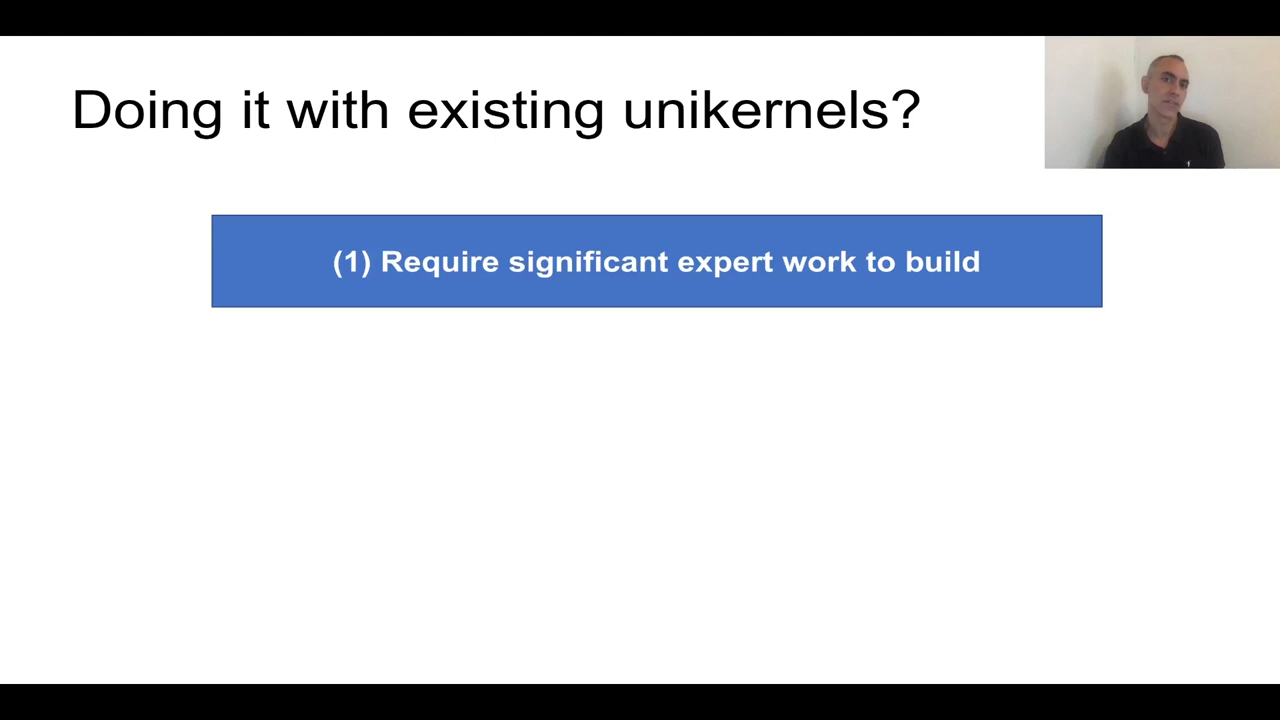 Doing it with existing unikernels?
(1) Require significant expert work to build